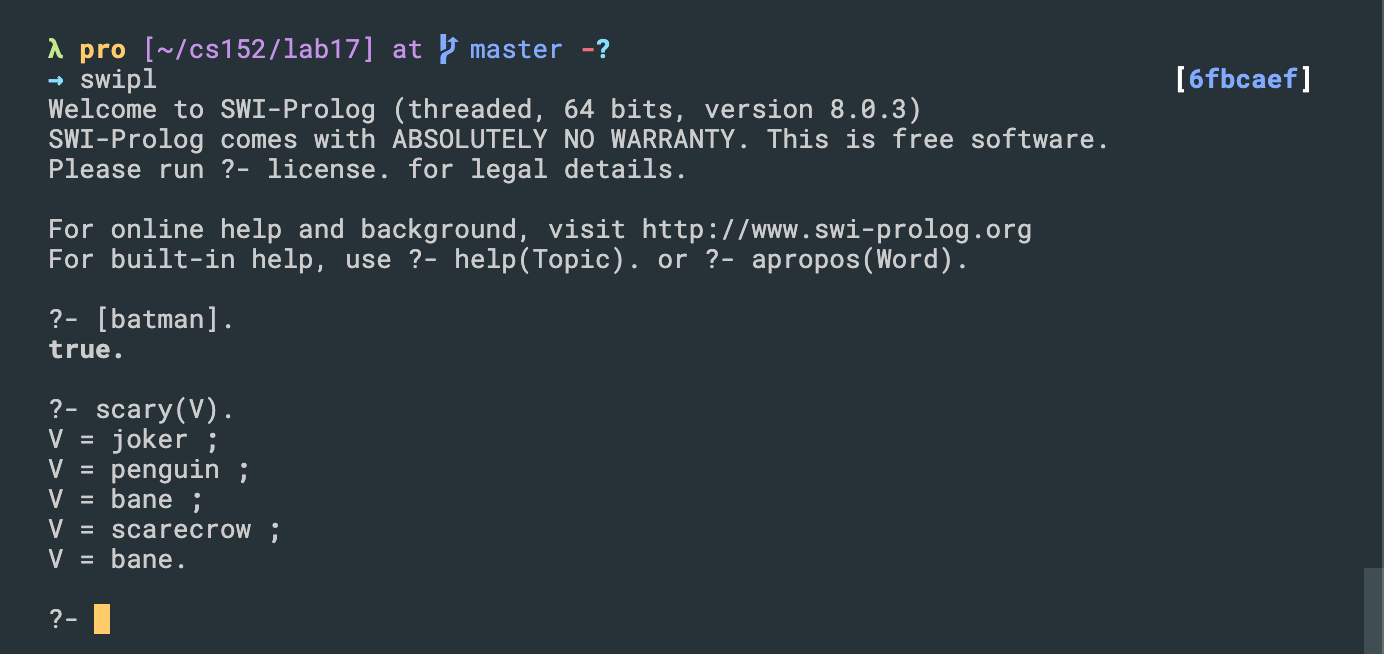 λ pro [~/cs152/lab17] at master -?
→ swipl [6fbcaef]
Welcome to SWI-Prolog (threaded, 64 bits, version 8.0.3)
SWI-Prolog comes with ABSOLUTELY NO WARRANTY. This is free software.
Please run ?- license. for legal details.

For online help and background, visit http://www.swi-prolog.org
For built-in help, use ?- help(Topic). or ?- apropos(Word).

?- [batman].
true.

?- scary(V).
V = joker ;
V = penguin ;
V = bane ;
V = scarecrow ;
V = bane.

?-